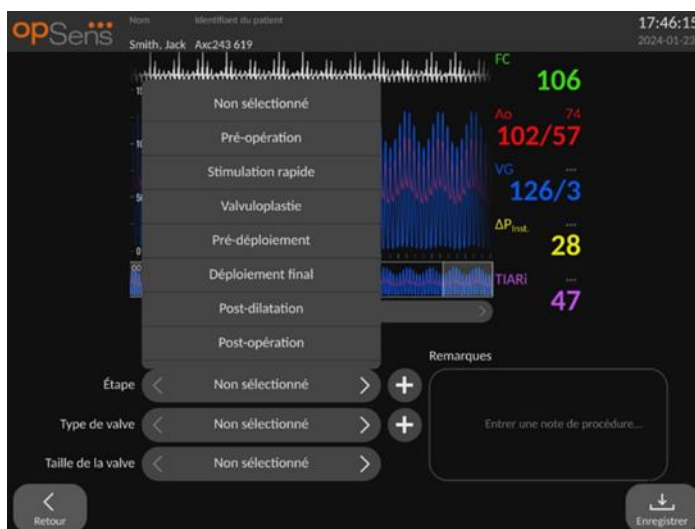 opSens
Nom
Identifiant du patient
17:46:15
Smith, Jack
Axc243 619
2024-01-23
FC
106
Ao 74
102/57
VG ---
126/3
ΔPInst. ---
28
TIARi ---
47
Non sélectionné
Pré-opération
Stimulation rapide
Valvuloplastie
Pré-déploiement
Déploiement final
Post-dilatation
Post-opération
Remarques
Étape < Non sélectionné > +
Type de valve < Non sélectionné > +
Entrer une note de procédure...
Taille de la valve < Non sélectionné >
Retour
Enregistrer